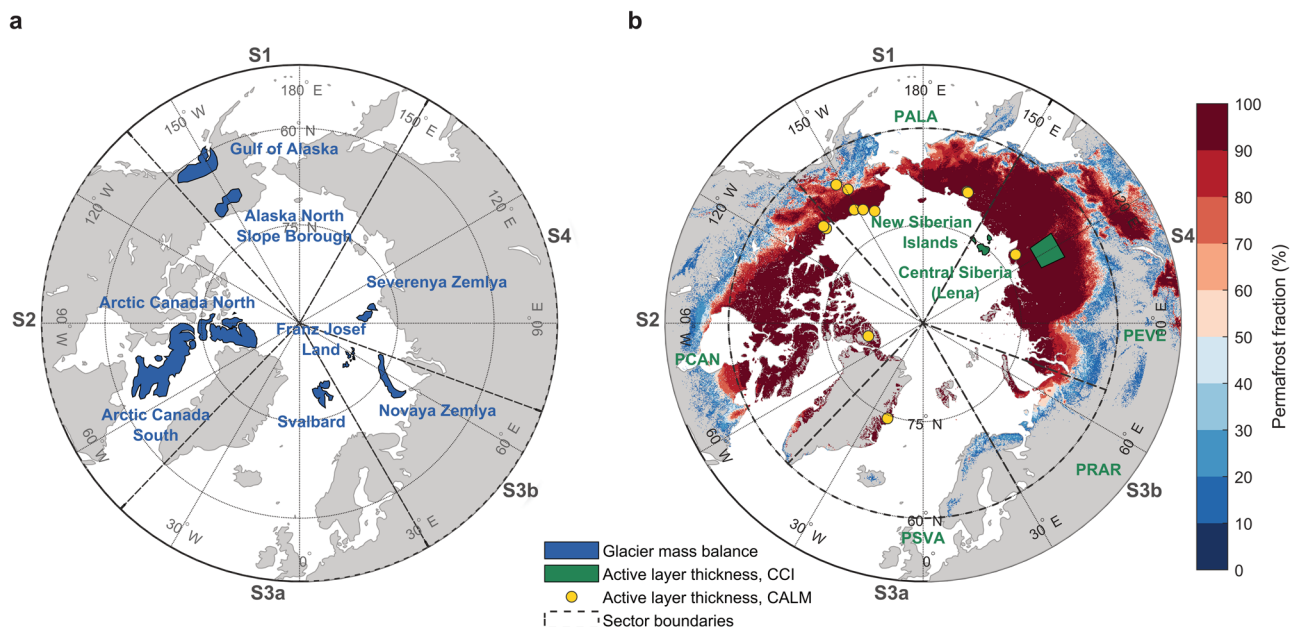 a
S1
180° E
150° W
150° E
60° N
Gulf of Alaska
120° W
Alaska North
75° N
Slope Borough
S4
Severenya Zemlya
Arctic Canada North
S2
90° W
Franz Josef
Land
90° E
Arctic Canada
South
Svalbard
Novaya Zemlya
60° W
60° E
S3b
30° W
30° E
0°
S3a
b
S1
180° E
PALA
150° W
150° E
120° W
New Siberian
Islands
S4
Central Siberia
(Lena)
S2
90° W
PEVE
90° E
PCAN
75° N
60° W
60° E
PRAR
S3b
30° W
60° N
PSVA
30° E
0°
S3a
100
90
80
70
60
50
40
30
20
10
0
Permafrost fraction (%)
Glacier mass balance
Active layer thickness, CCI
Active layer thickness, CALM
Sector boundaries